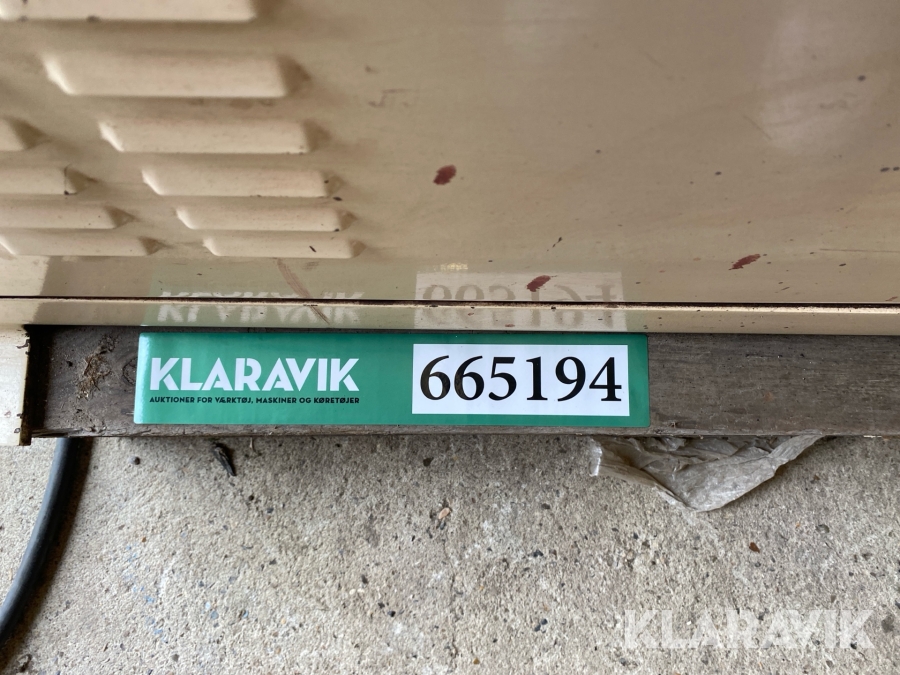 KLARAVIK
AUKTIONER FOR VÆRKTØJ, MASKINER OG KØRETØJER
665194
KLARAVIK